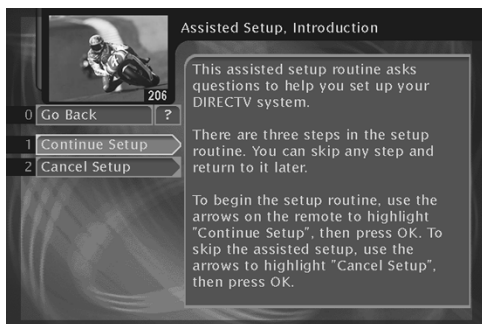 Assisted Setup, Introduction
206
0 Go Back ?
1 Continue Setup
2 Cancel Setup
This assisted setup routine asks
questions to help you set up your
DIRECTV system.
There are three steps in the setup
routine. You can skip any step and
return to it later.
To begin the setup routine, use the
arrows on the remote to highlight
"Continue Setup", then press OK. To
skip the assisted setup, use the
arrows to highlight "Cancel Setup",
then press OK.